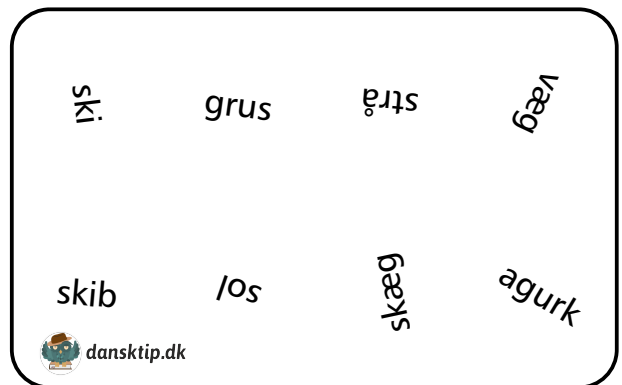 ski
grus
strå
væg
skib
sol
skæg
agurk
dansktip.dk